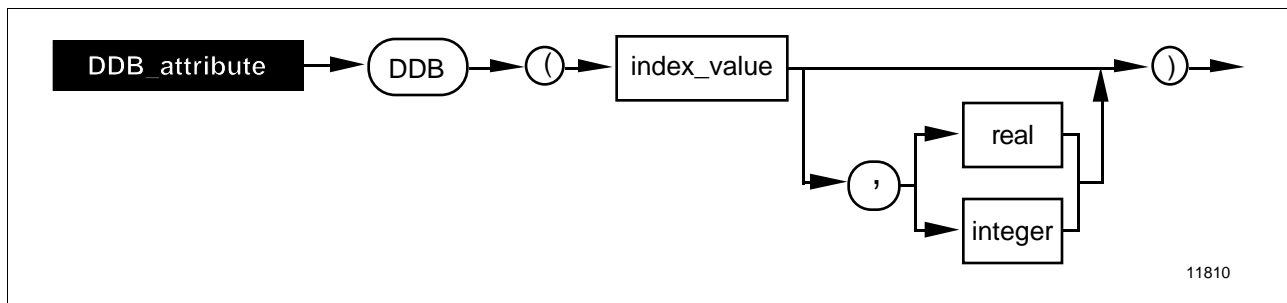 DDB_attribute
DDB
(
index_value
)
real
,
integer
11810